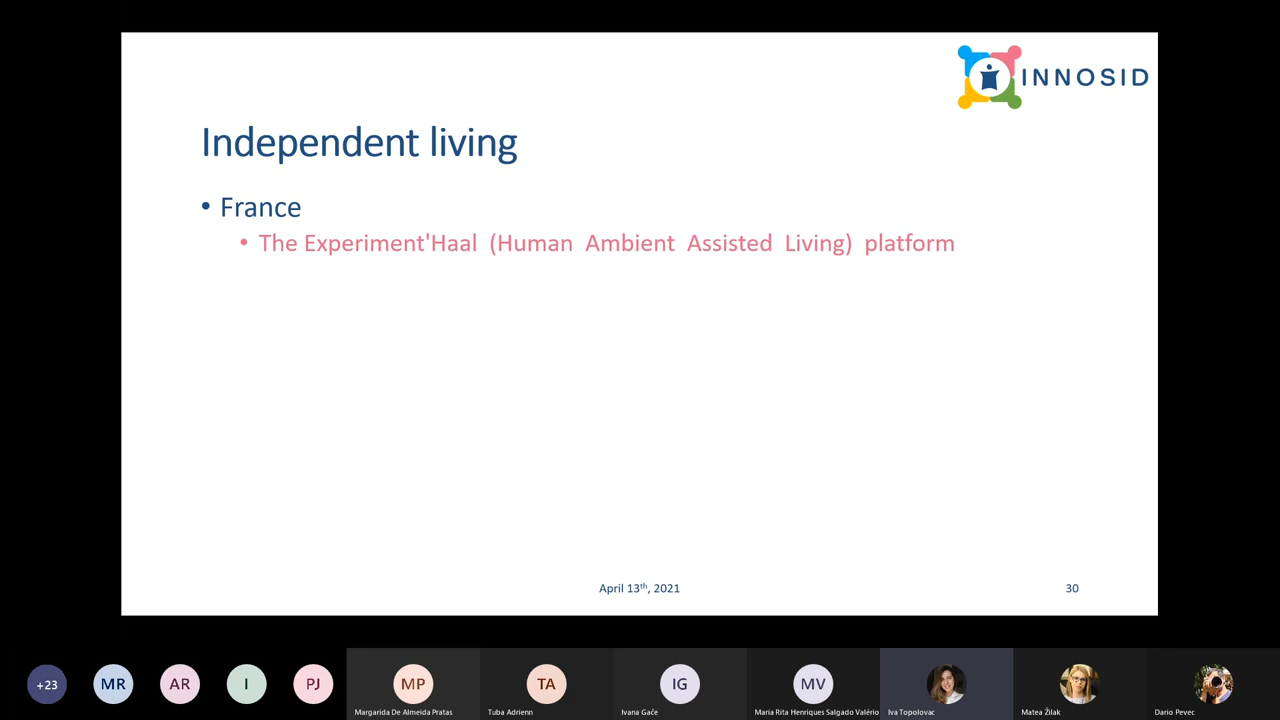 INNOSID
Independent living
• France
• The Experiment'Haal (Human Ambient Assisted Living) platform
April 13th, 2021
30
+23
MR
AR
I
PJ
MP
TA
IG
MV
Margarida De Almeida Pratas
Tuba Adrienn
Ivana Gače
Maria Rita Henriques Salgado Valério
Iva Topolovac
Matea Žilak
Dario Pevec